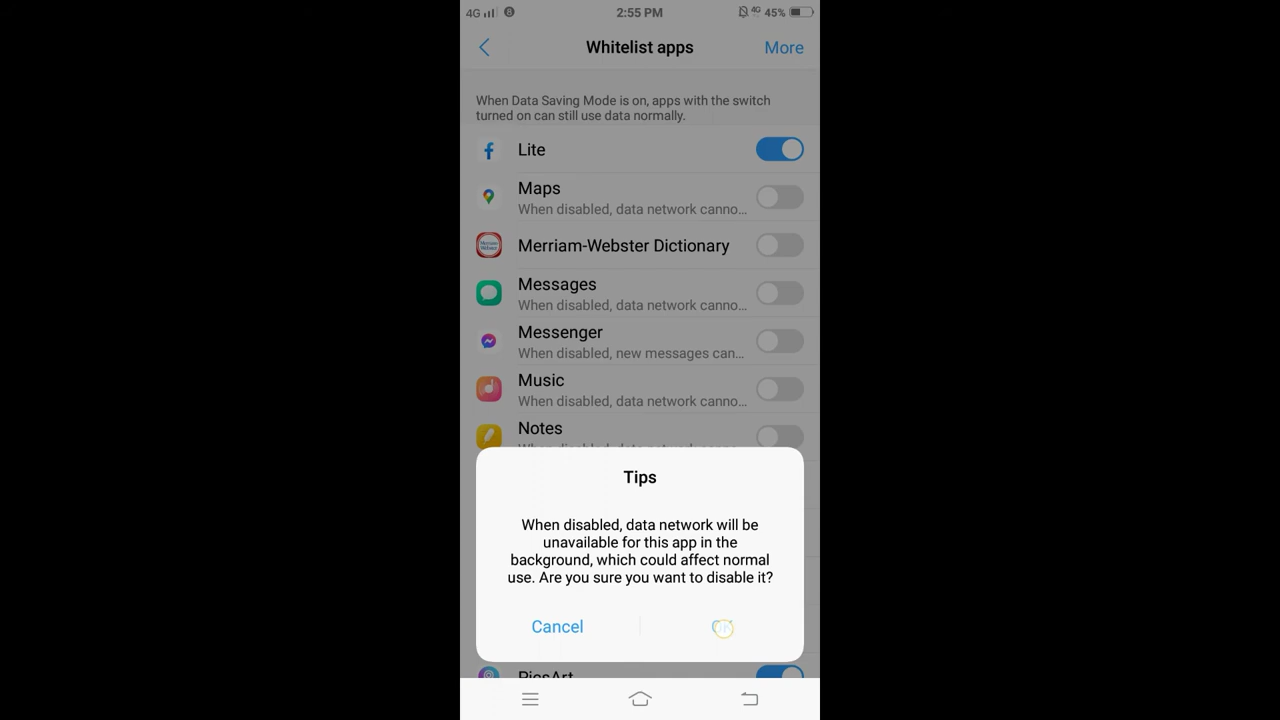 4G 2:55 PM 4G 45%
Whitelist apps More
When Data Saving Mode is on, apps with the switch
turned on can still use data normally.
Lite
Maps
When disabled, data network canno...
Merriam-Webster Dictionary
Messages
When disabled, data network canno...
Messenger
When disabled, new messages can...
Music
When disabled, data network canno...
Notes
Tips
When disabled, data network will be
unavailable for this app in the
background, which could affect normal
use. Are you sure you want to disable it?
Cancel OK
PicsArt